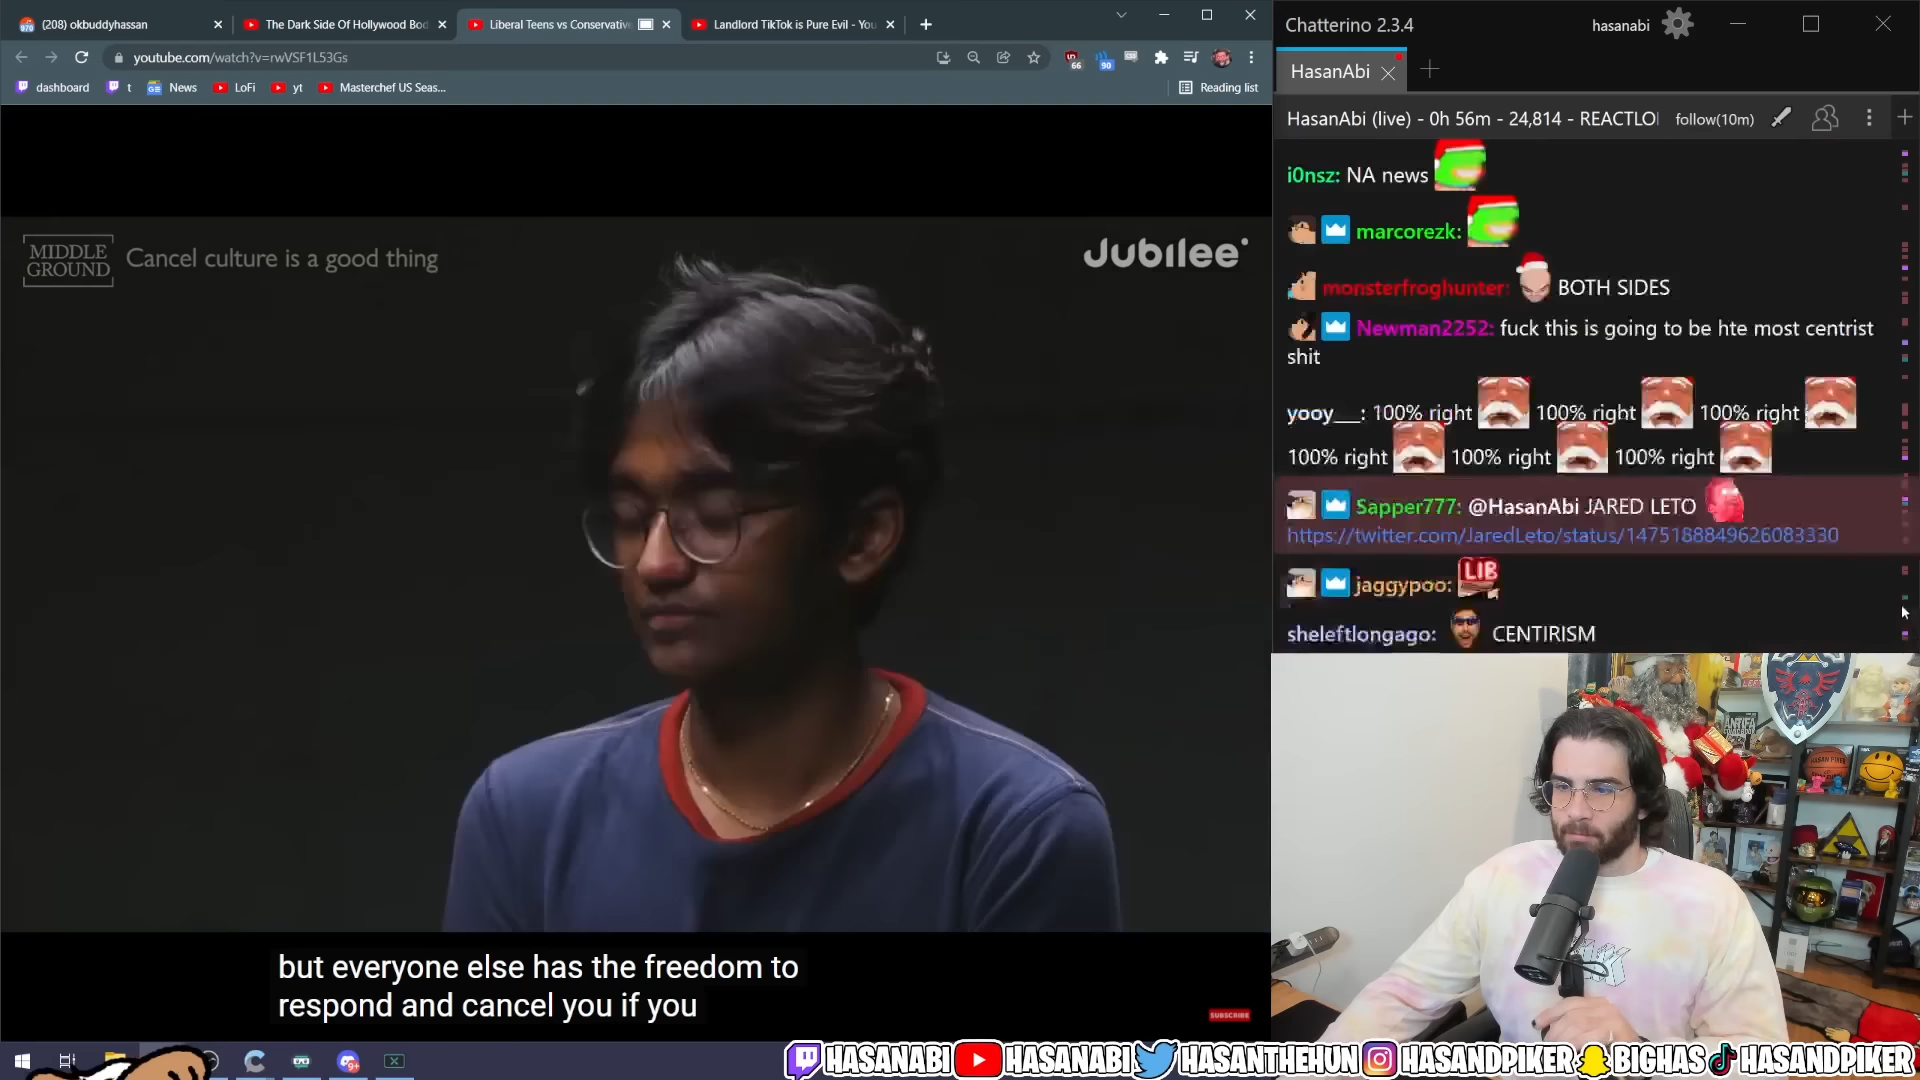 (208) okbuddyhassan
The Dark Side Of Hollywood Bod
Liberal Teens vs Conservative
Landlord TikTok is Pure Evil - You
youtube.com/watch?v=rwVSF1L53Gs
66
90
dashboard
t
News
LoFi
yt
Masterchef US Seas...
Reading list
MIDDLE GROUND
Cancel culture is a good thing
Jubilee
but everyone else has the freedom to
respond and cancel you if you
SUBSCRIBE
Chatterino 2.3.4
hasanabi
HasanAbi
HasanAbi (live) - 0h 56m - 24,814 - REACTLO
follow(10m)
i0nsz: NA news
marcorezk:
monsterfroghunter: BOTH SIDES
Newman2252: fuck this is going to be hte most centrist
shit
yooy___: 100% right 100% right 100% right
100% right 100% right 100% right
Sapper777: @HasanAbi JARED LETO
https://twitter.com/JaredLeto/status/1475188849626083330
jaggypoo: LIB
sheleftlongago: CENTIRISM
HASANABI HASANABI HASANTHEHUN HASANDPIKER BIGHAS HASANDPIKER